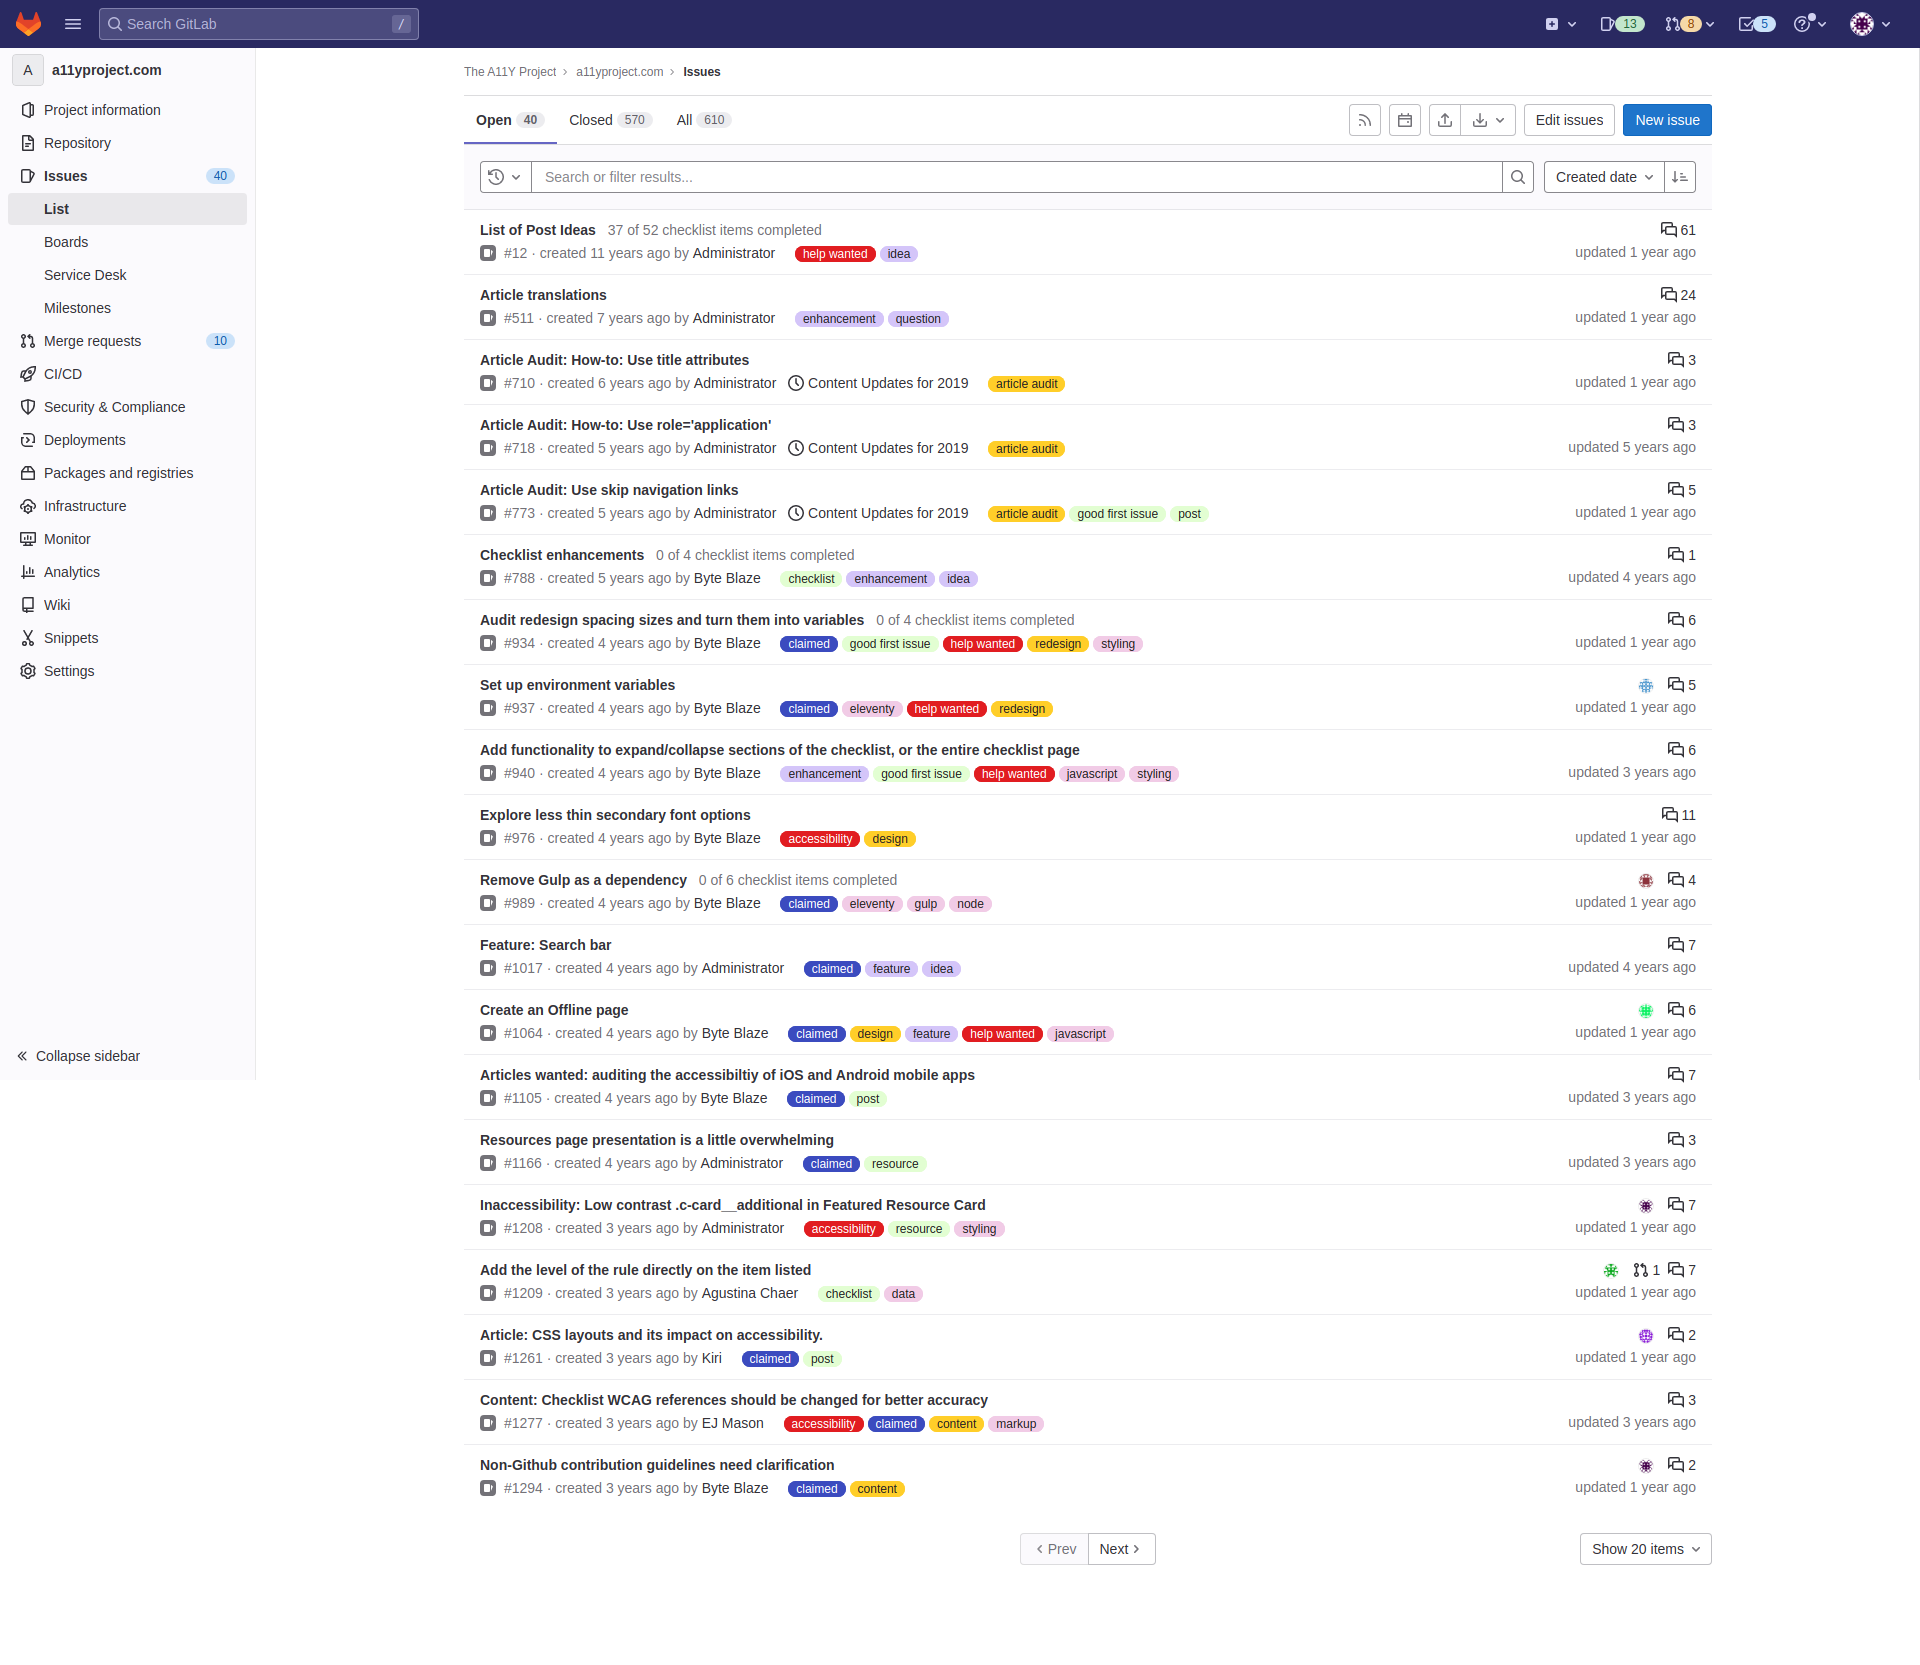 Search GitLab /
13
8
5
A a11yproject.com
Project information
Repository
Issues 40
List
Boards
Service Desk
Milestones
Merge requests 10
CI/CD
Security & Compliance
Deployments
Packages and registries
Infrastructure
Monitor
Analytics
Wiki
Snippets
Settings
Collapse sidebar
The A11Y Project › a11yproject.com › Issues
Open 40 Closed 570 All 610
Edit issues New issue
Search or filter results... Created date
List of Post Ideas 37 of 52 checklist items completed 61
#12 · created 11 years ago by Administrator help wanted idea updated 1 year ago
Article translations 24
#511 · created 7 years ago by Administrator enhancement question updated 1 year ago
Article Audit: How-to: Use title attributes 3
#710 · created 6 years ago by Administrator Content Updates for 2019 article audit updated 1 year ago
Article Audit: How-to: Use role='application' 3
#718 · created 5 years ago by Administrator Content Updates for 2019 article audit updated 5 years ago
Article Audit: Use skip navigation links 5
#773 · created 5 years ago by Administrator Content Updates for 2019 article audit good first issue post updated 1 year ago
Checklist enhancements 0 of 4 checklist items completed 1
#788 · created 5 years ago by Byte Blaze checklist enhancement idea updated 4 years ago
Audit redesign spacing sizes and turn them into variables 0 of 4 checklist items completed 6
#934 · created 4 years ago by Byte Blaze claimed good first issue help wanted redesign styling updated 1 year ago
Set up environment variables 5
#937 · created 4 years ago by Byte Blaze claimed eleventy help wanted redesign updated 1 year ago
Add functionality to expand/collapse sections of the checklist, or the entire checklist page 6
#940 · created 4 years ago by Byte Blaze enhancement good first issue help wanted javascript styling updated 3 years ago
Explore less thin secondary font options 11
#976 · created 4 years ago by Byte Blaze accessibility design updated 1 year ago
Remove Gulp as a dependency 0 of 6 checklist items completed 4
#989 · created 4 years ago by Byte Blaze claimed eleventy gulp node updated 1 year ago
Feature: Search bar 7
#1017 · created 4 years ago by Administrator claimed feature idea updated 4 years ago
Create an Offline page 6
#1064 · created 4 years ago by Byte Blaze claimed design feature help wanted javascript updated 1 year ago
Articles wanted: auditing the accessibiltiy of iOS and Android mobile apps 7
#1105 · created 4 years ago by Byte Blaze claimed post updated 3 years ago
Resources page presentation is a little overwhelming 3
#1166 · created 4 years ago by Administrator claimed resource updated 3 years ago
Inaccessibility: Low contrast .c-card__additional in Featured Resource Card 7
#1208 · created 3 years ago by Administrator accessibility resource styling updated 1 year ago
Add the level of the rule directly on the item listed 1 7
#1209 · created 3 years ago by Agustina Chaer checklist data updated 1 year ago
Article: CSS layouts and its impact on accessibility. 2
#1261 · created 3 years ago by Kiri claimed post updated 1 year ago
Content: Checklist WCAG references should be changed for better accuracy 3
#1277 · created 3 years ago by EJ Mason accessibility claimed content markup updated 3 years ago
Non-Github contribution guidelines need clarification 2
#1294 · created 3 years ago by Byte Blaze claimed content updated 1 year ago
Prev Next Show 20 items